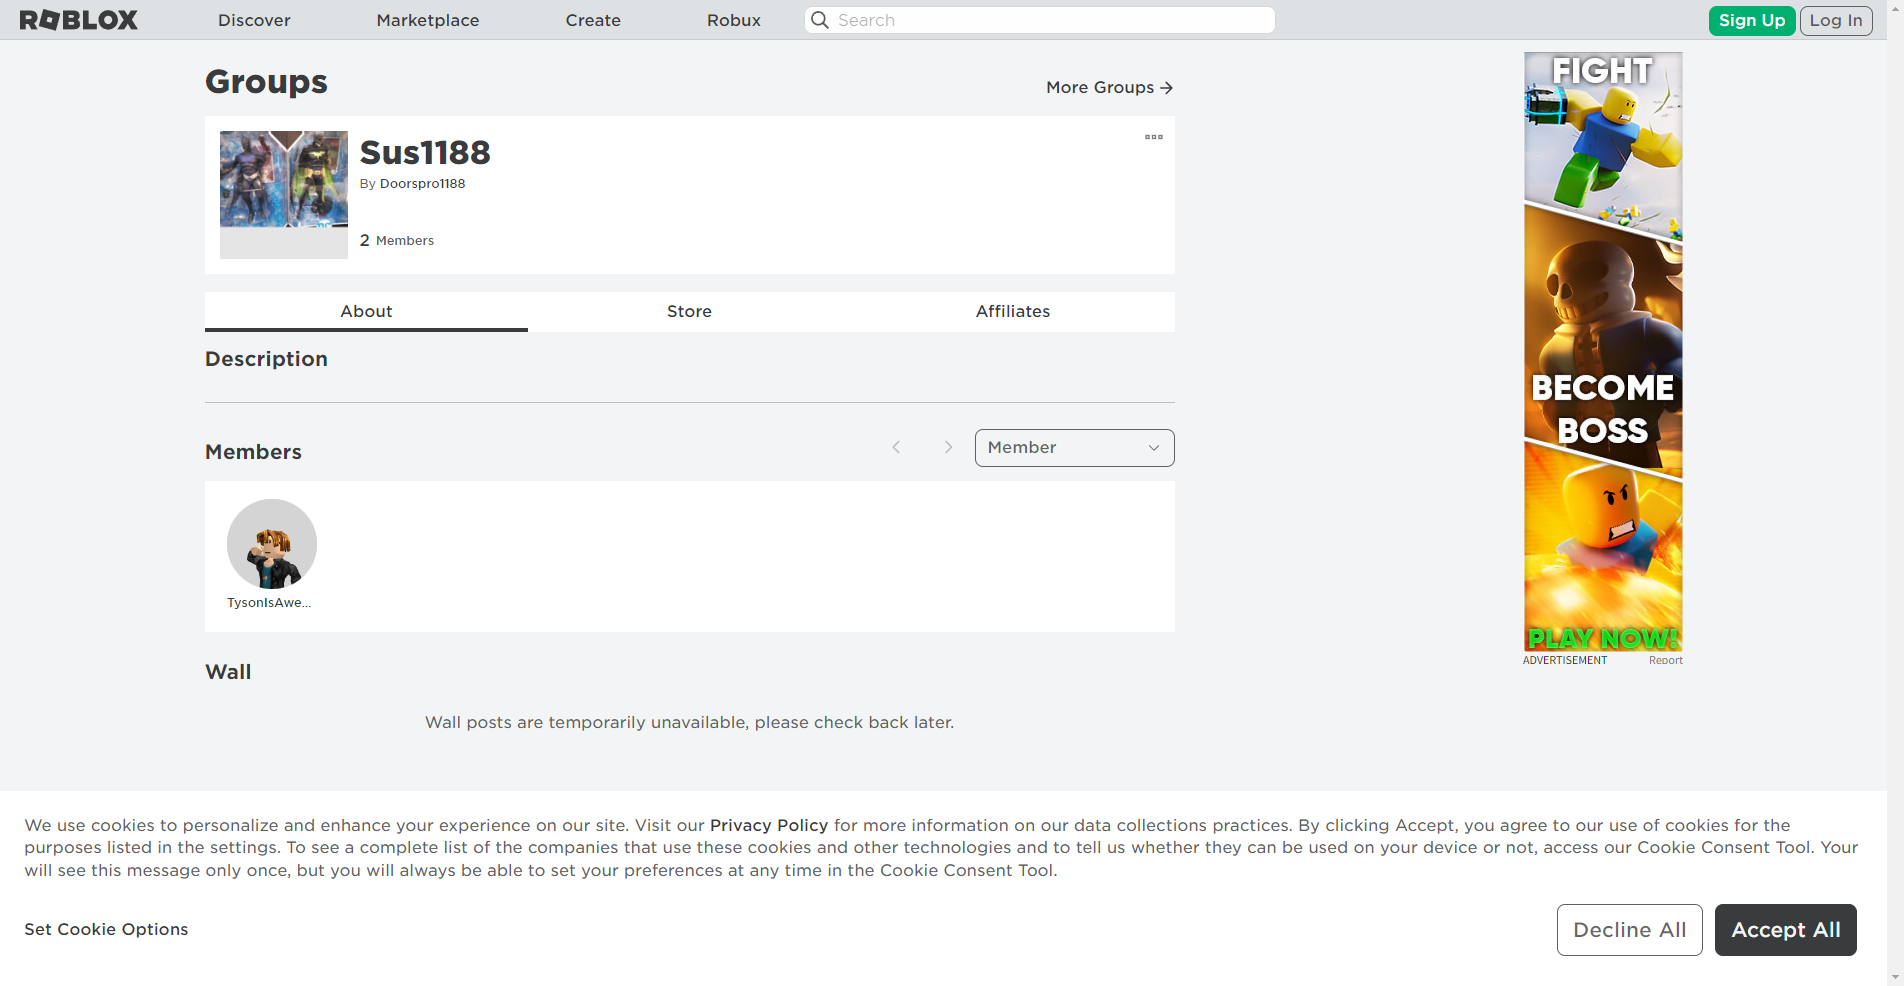 ROBLOX
Discover
Marketplace
Create
Robux
Search
Sign Up
Log In
Groups
More Groups
Sus1188
By Doorspro1188
2 Members
About
Store
Affiliates
Description
Members
Member
TysonIsAwe...
Wall
Wall posts are temporarily unavailable, please check back later.
FIGHT
BECOME
BOSS
PLAY NOW!
ADVERTISEMENT
Report
We use cookies to personalize and enhance your experience on our site. Visit our Privacy Policy for more information on our data collections practices. By clicking Accept, you agree to our use of cookies for the
purposes listed in the settings. To see a complete list of the companies that use these cookies and other technologies and to tell us whether they can be used on your device or not, access our Cookie Consent Tool. Your
will see this message only once, but you will always be able to set your preferences at any time in the Cookie Consent Tool.
Set Cookie Options
Decline All
Accept All